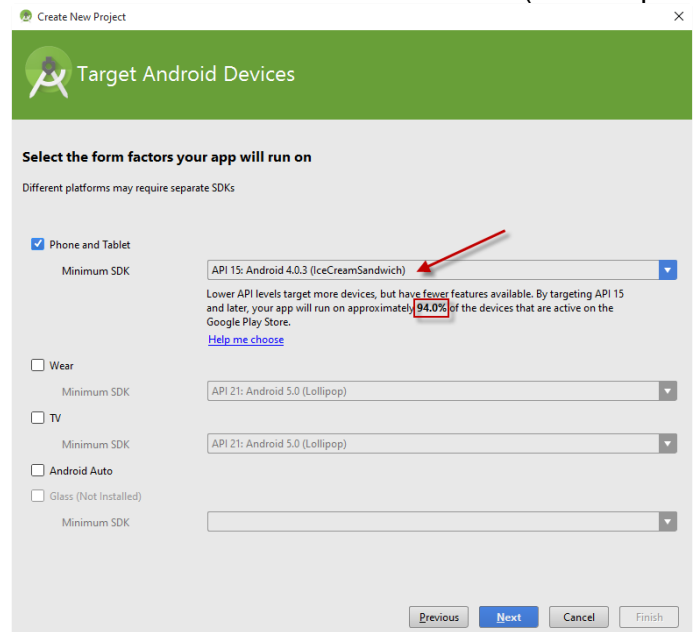 Create New Project
Target Android Devices
Select the form factors your app will run on
Different platforms may require separate SDKs
Phone and Tablet
Minimum SDK
API 15: Android 4.0.3 (IceCreamSandwich)
Lower API levels target more devices, but have fewer features available. By targeting API 15
and later, your app will run on approximately 94.0% of the devices that are active on the
Google Play Store.
Help me choose
Wear
Minimum SDK
API 21: Android 5.0 (Lollipop)
TV
Minimum SDK
API 21: Android 5.0 (Lollipop)
Android Auto
Glass (Not Installed)
Minimum SDK
Previous
Next
Cancel
Finish